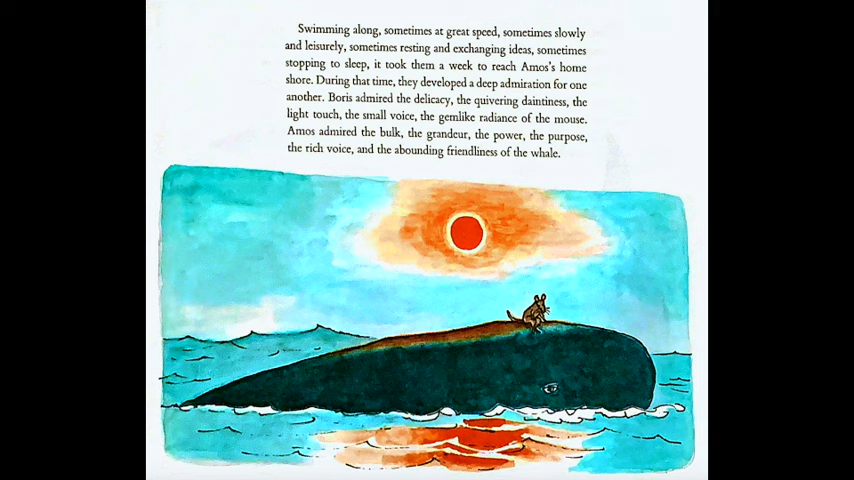 Swimming along, sometimes at great speed, sometimes slowly
and leisurely, sometimes resting and exchanging ideas, sometimes
stopping to sleep, it took them a week to reach Amos's home
shore. During that time, they developed a deep admiration for one
another. Boris admired the delicacy, the quivering daintiness, the
light touch, the small voice, the gemlike radiance of the mouse.
Amos admired the bulk, the grandeur, the power, the purpose,
the rich voice, and the abounding friendliness of the whale.